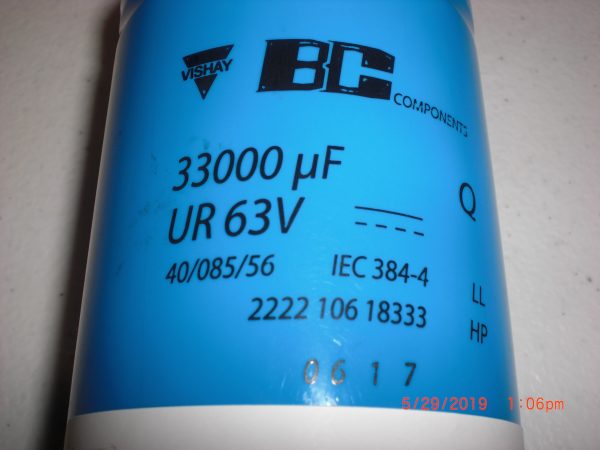 VISHAY
BC
COMPONENTS
33000 µF
UR 63V
Q
40/085/56 IEC 384-4
LL
2222 106 18333
HP
0617
5/29/2019 1:06pm